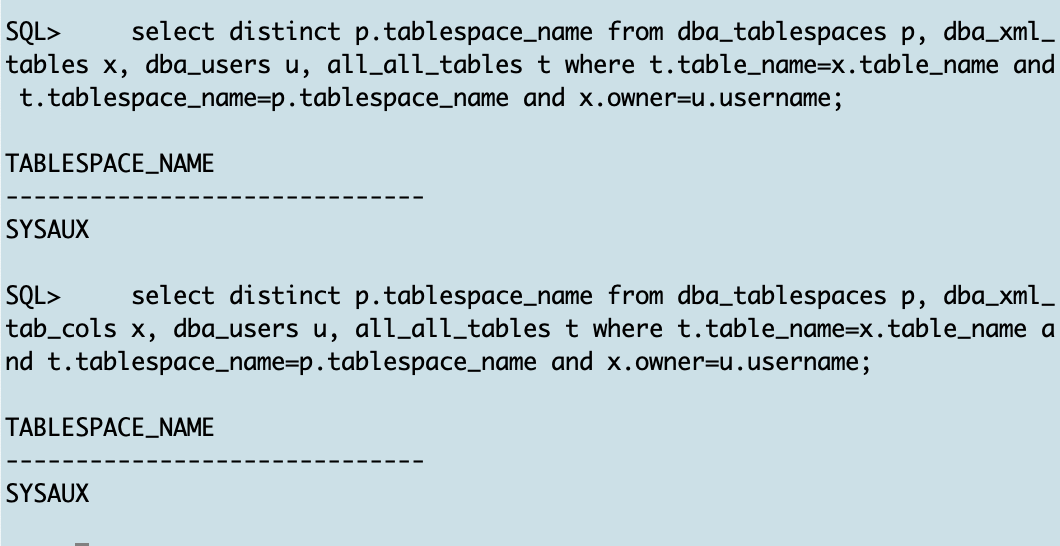 SQL>     select distinct p.tablespace_name from dba_tablespaces p, dba_xml_
tables x, dba_users u, all_all_tables t where t.table_name=x.table_name and
 t.tablespace_name=p.tablespace_name and x.owner=u.username;
TABLESPACE_NAME
------------------------------
SYSAUX
SQL>     select distinct p.tablespace_name from dba_tablespaces p, dba_xml_
tab_cols x, dba_users u, all_all_tables t where t.table_name=x.table_name a
nd t.tablespace_name=p.tablespace_name and x.owner=u.username;
TABLESPACE_NAME
------------------------------
SYSAUX